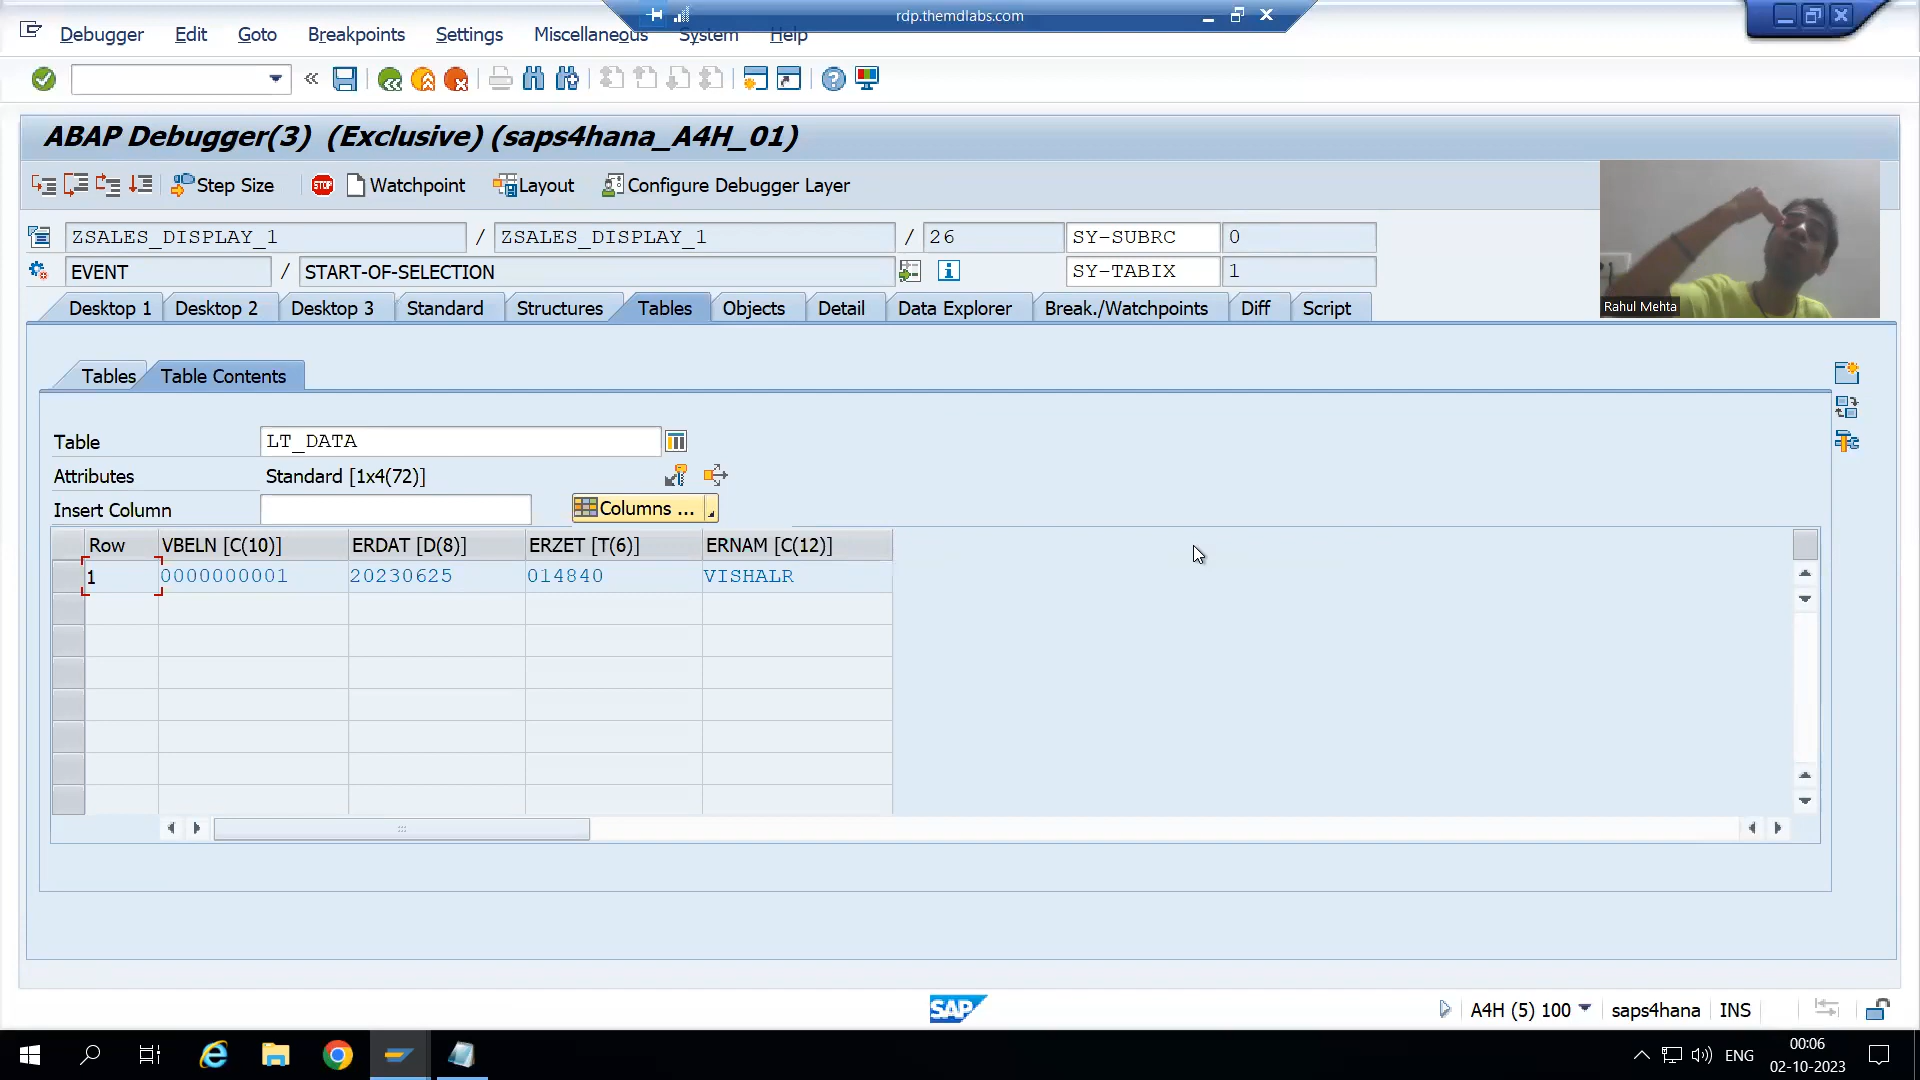 rdp.themdlabs.com
Debugger Edit Goto Breakpoints Settings Miscellaneous System Help
ABAP Debugger(3) (Exclusive) (saps4hana_A4H_01)
Step Size STOP Watchpoint Layout Configure Debugger Layer
ZSALES_DISPLAY_1 / ZSALES_DISPLAY_1 / 26 SY-SUBRC 0
EVENT / START-OF-SELECTION SY-TABIX 1
Rahul Mehta
Desktop 1 Desktop 2 Desktop 3 Standard Structures Tables Objects Detail Data Explorer Break./Watchpoints Diff Script
Tables Table Contents
Table LT_DATA
Attributes Standard [1x4(72)]
Insert Column Columns ...
Row VBELN [C(10)] ERDAT [D(8)] ERZET [T(6)] ERNAM [C(12)]
1 0000000001 20230625 014840 VISHALR
SAP A4H (5) 100 saps4hana INS
ENG 00:06
02-10-2023